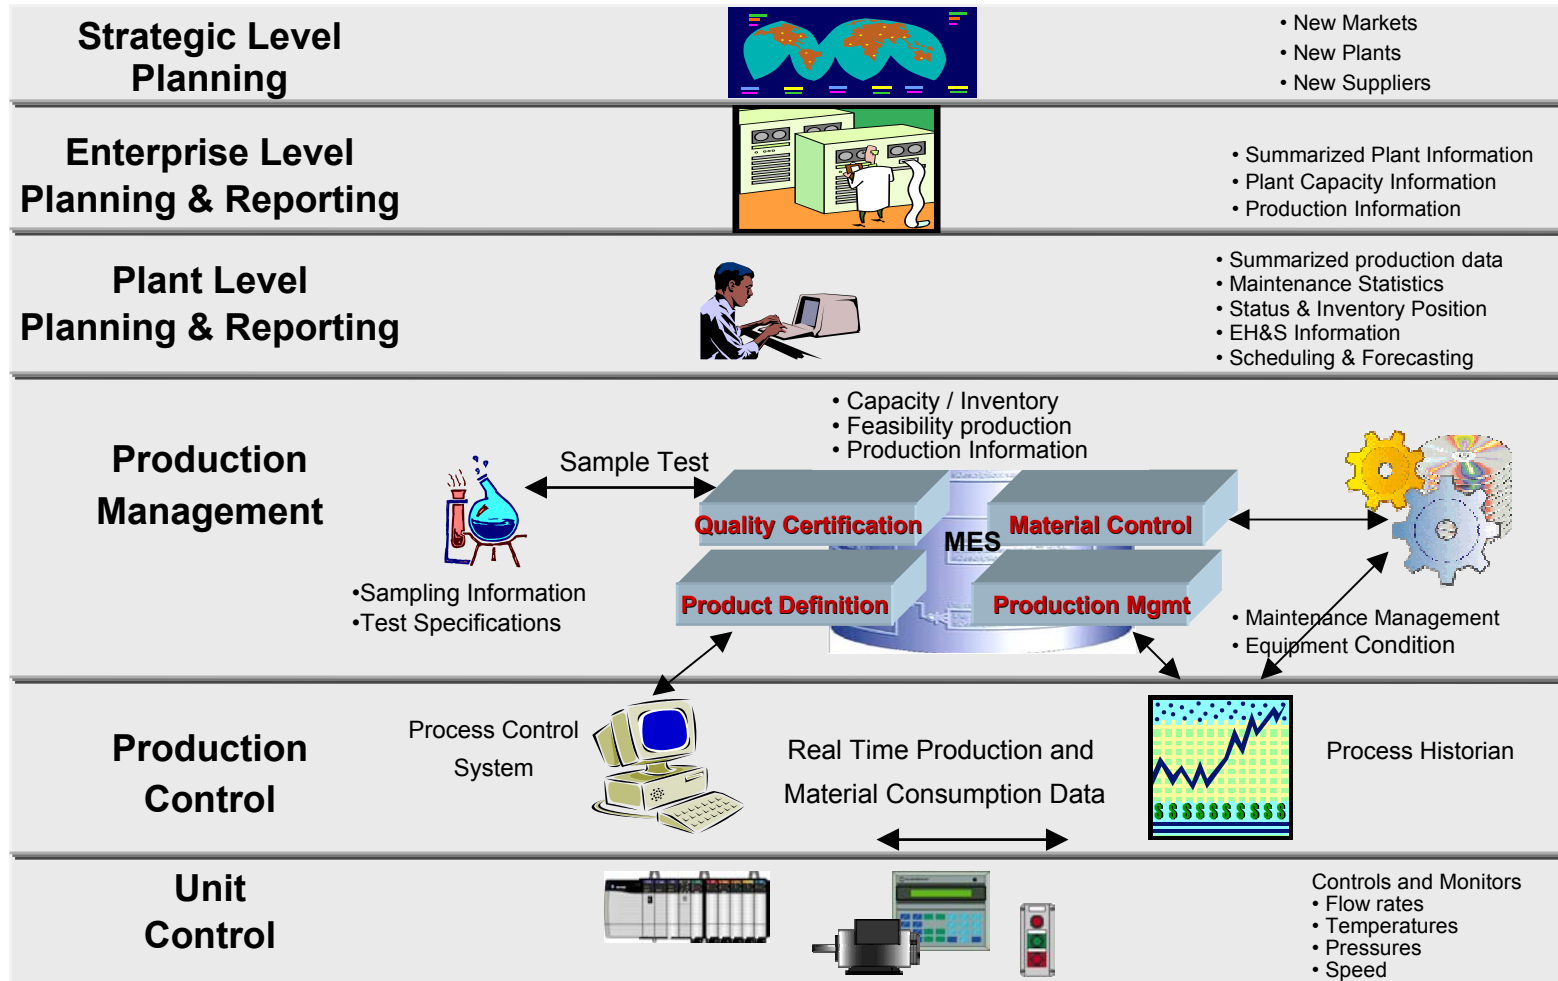 Strategic Level
Planning
• New Markets
• New Plants
• New Suppliers
Enterprise Level
Planning & Reporting
• Summarized Plant Information
• Plant Capacity Information
• Production Information
Plant Level
Planning & Reporting
• Summarized production data
• Maintenance Statistics
• Status & Inventory Position
• EH&S Information
• Scheduling & Forecasting
Production
Management
• Capacity / Inventory
• Feasibility production
• Production Information
Sample Test
Quality Certification
MES
Material Control
Product Definition
Production Mgmt
•Sampling Information
•Test Specifications
• Maintenance Management
• Equipment Condition
Production
Control
Process Control
System
Real Time Production and
Material Consumption Data
Process Historian
$ $ $ $ $ $ $ $ $
Unit
Control
Controls and Monitors
• Flow rates
• Temperatures
• Pressures
• Speed